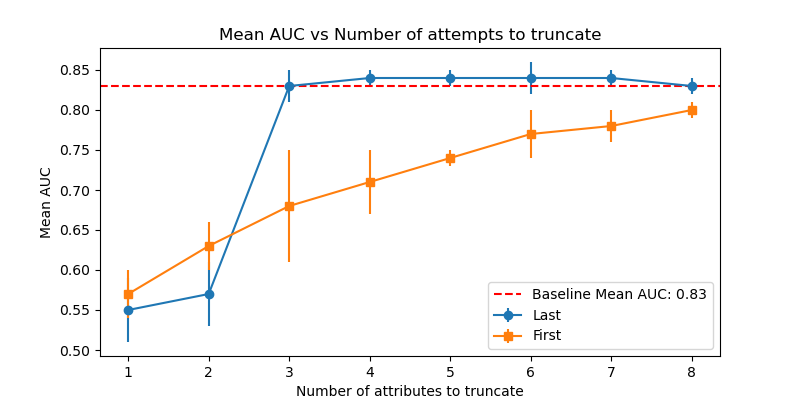 Mean AUC vs Number of attempts to truncate
Mean AUC
0.85
0.80
0.75
0.70
0.65
0.60
0.55
0.50
1 2 3 4 5 6 7 8
Number of attributes to truncate
Baseline Mean AUC: 0.83
Last
First